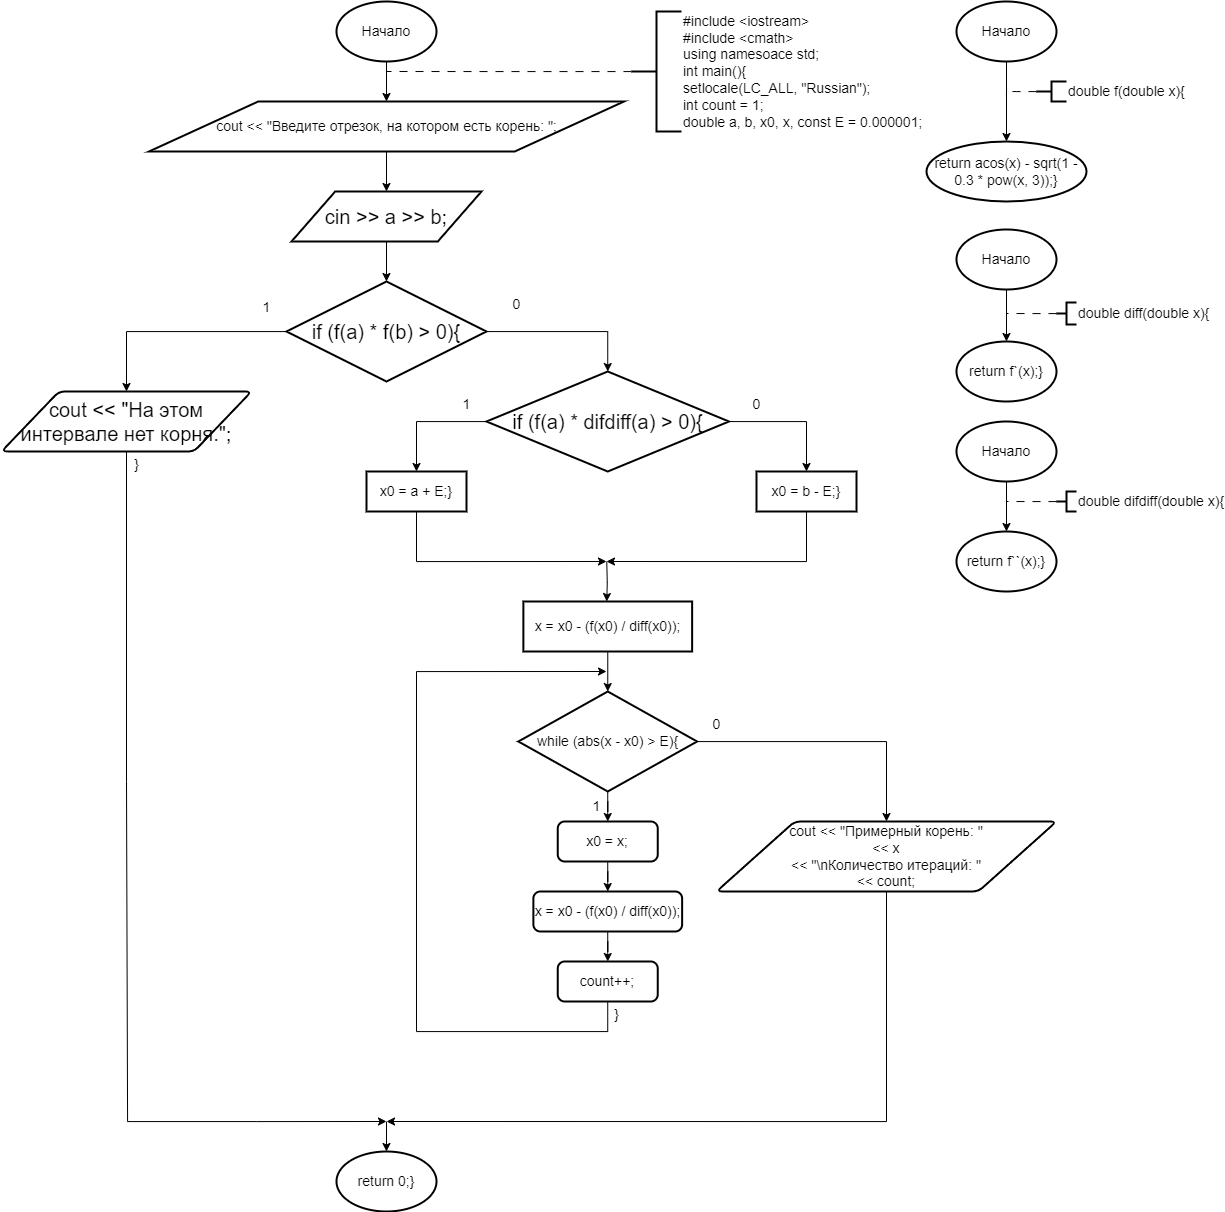 Начало
#include <iostream>
#include <cmath>
using namesoace std;
int main(){
setlocale(LC_ALL, "Russian");
int count = 1;
double a, b, x0, x, const E = 0.000001;
cout << "Введите отрезок, на котором есть корень: ";
cin >> a >> b;
if (f(a) * f(b) > 0){
1
0
cout << "На этом
интервале нет корня.";
}
if (f(a) * difdiff(a) > 0){
1
0
x0 = a + E;}
x0 = b - E;}
x = x0 - (f(x0) / diff(x0));
while (abs(x - x0) > E){
0
1
x0 = x;
x = x0 - (f(x0) / diff(x0));
count++;
}
cout << "Примерный корень: "
<< x
<< "\nКоличество итераций: "
<< count;
return 0;}
Начало
double f(double x){
return acos(x) - sqrt(1 -
0.3 * pow(x, 3));}
Начало
double diff(double x){
return f`(x);}
Начало
double difdiff(double x){
return f``(x);}